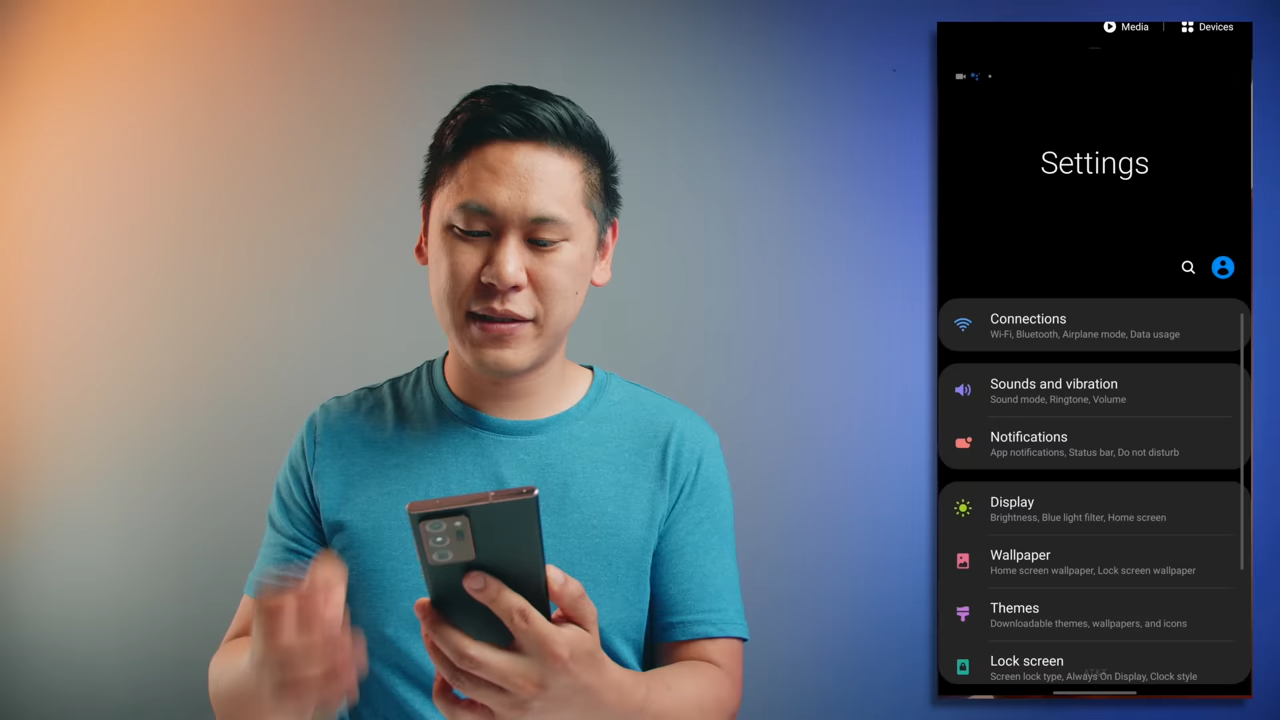 Media
Devices
Settings
Connections
Wi-Fi, Bluetooth, Airplane mode, Data usage
Sounds and vibration
Sound mode, Ringtone, Volume
Notifications
App notifications, Status bar, Do not disturb
Display
Brightness, Blue light filter, Home screen
Wallpaper
Home screen wallpaper, Lock screen wallpaper
Themes
Downloadable themes, wallpapers, and icons
Lock screen
Screen lock type, Always On Display, Clock style